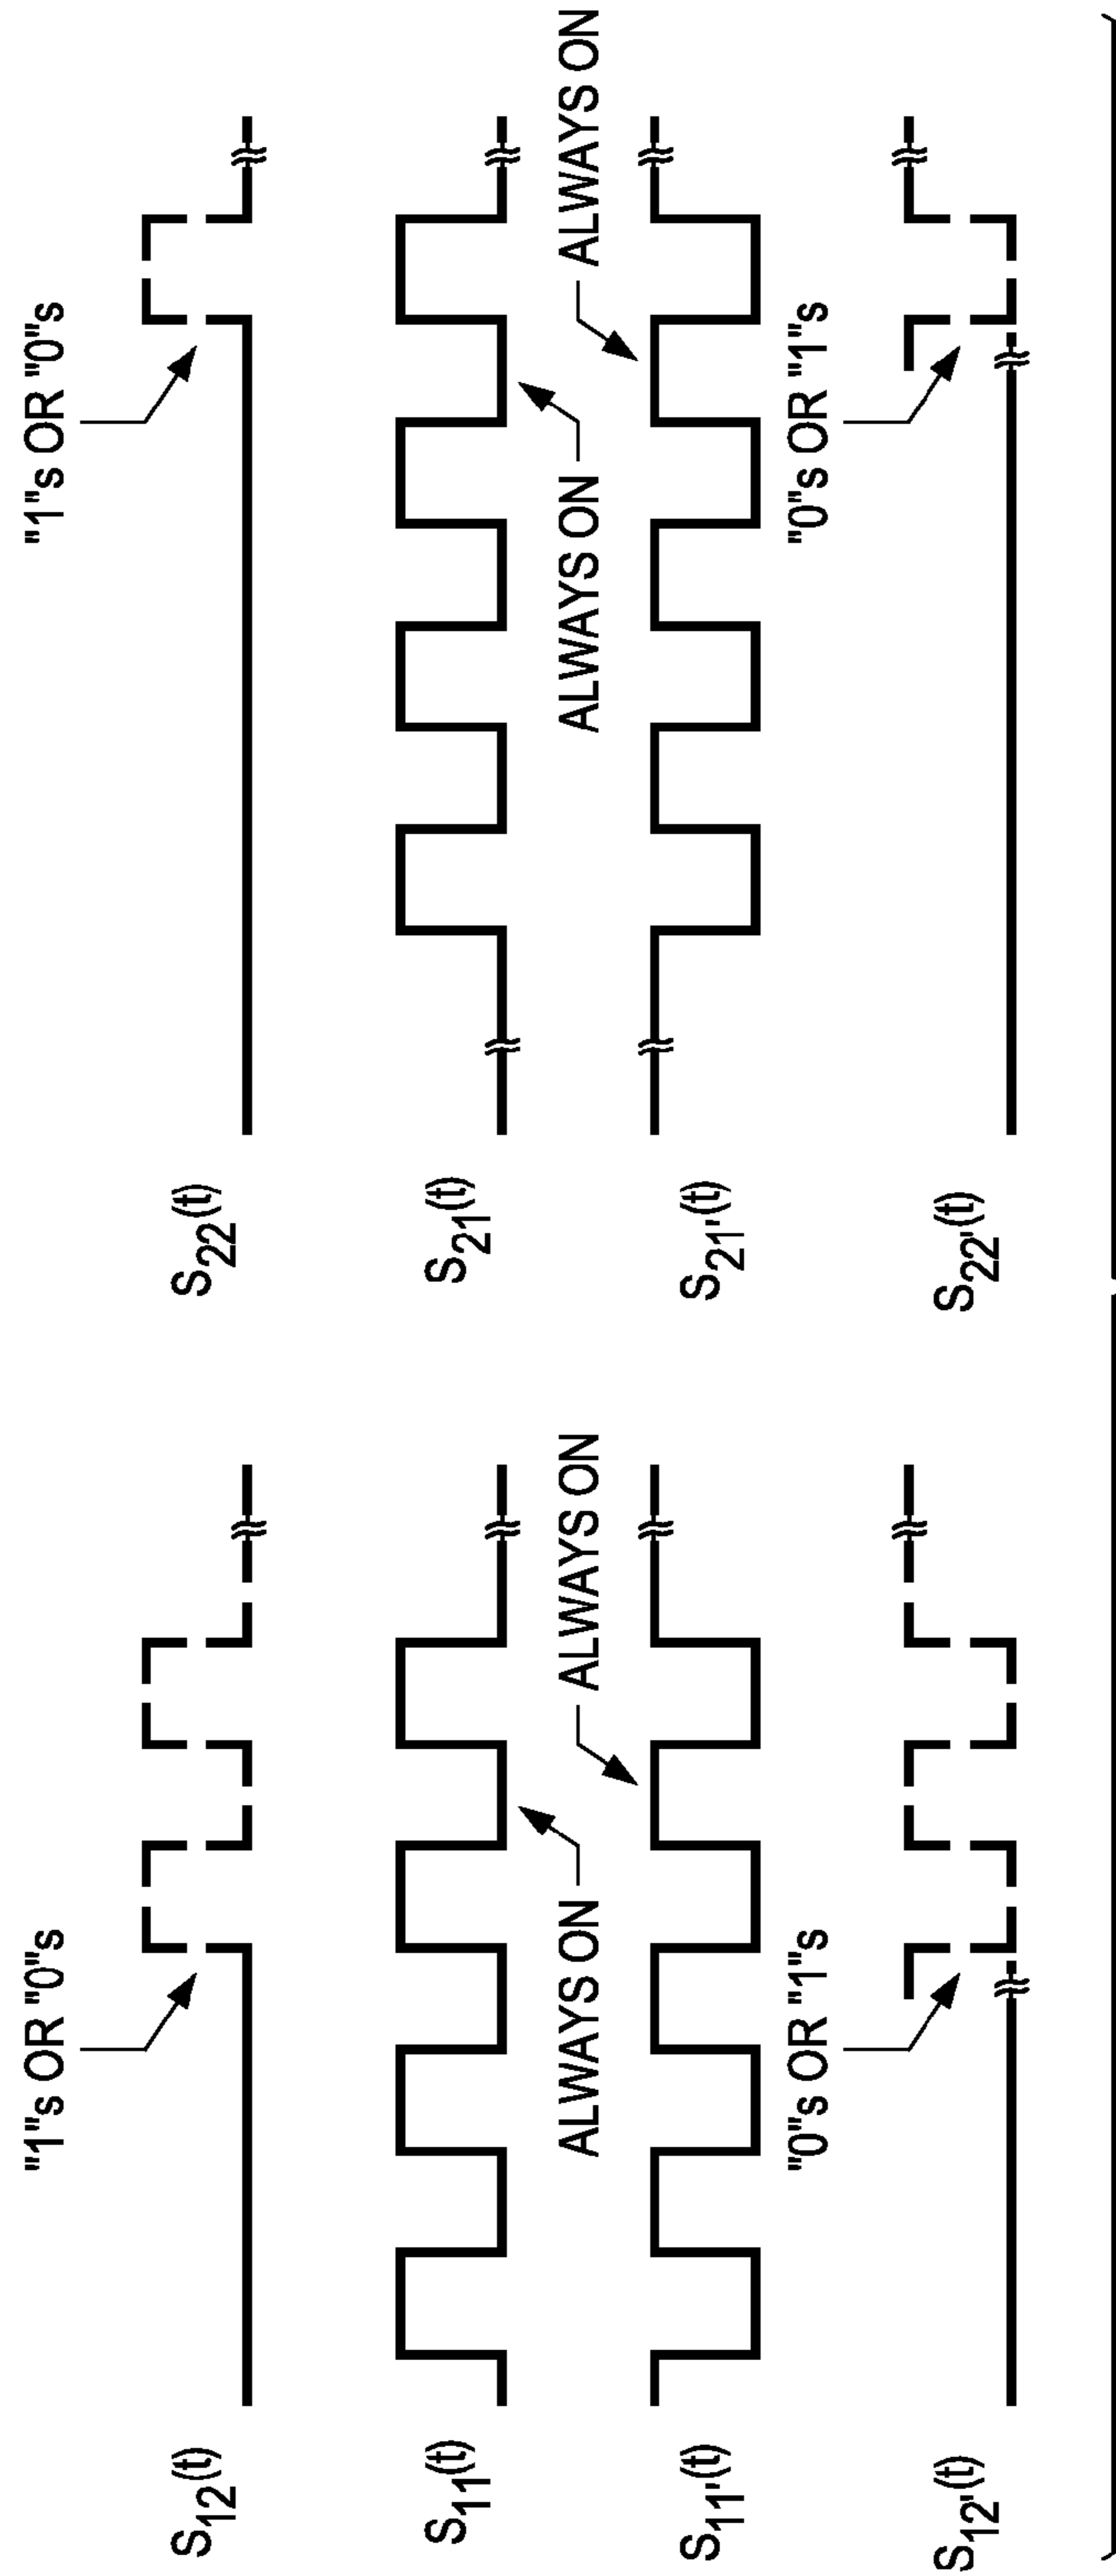 "1"s OR "0"s
S12(t)
S11(t)
ALWAYS ON
ALWAYS ON
S11'(t)
"0"s OR "1"s
S12'(t)
"1"s OR "0"s
S22(t)
S21(t)
ALWAYS ON
ALWAYS ON
S21'(t)
"0"s OR "1"s
S22'(t)